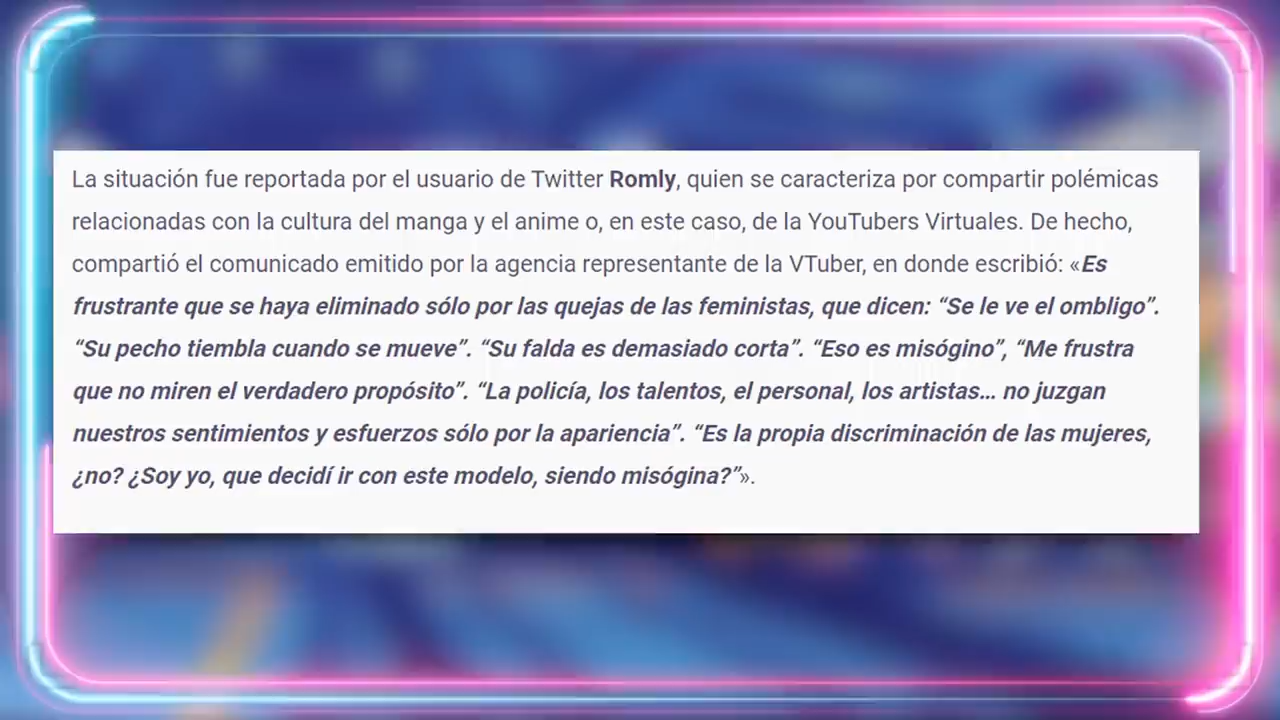 La situación fue reportada por el usuario de Twitter Romly, quien se caracteriza por compartir polémicas
relacionadas con la cultura del manga y el anime o, en este caso, de la YouTubers Virtuales. De hecho,
compartió el comunicado emitido por la agencia representante de la VTuber, en donde escribió: «Es
frustrante que se haya eliminado sólo por las quejas de las feministas, que dicen: “Se le ve el ombligo”.
“Su pecho tiembla cuando se mueve”. “Su falda es demasiado corta”. “Eso es misógino”, “Me frustra
que no miren el verdadero propósito”. “La policía, los talentos, el personal, los artistas… no juzgan
nuestros sentimientos y esfuerzos sólo por la apariencia”. “Es la propia discriminación de las mujeres,
¿no? ¿Soy yo, que decidí ir con este modelo, siendo misógina?”».